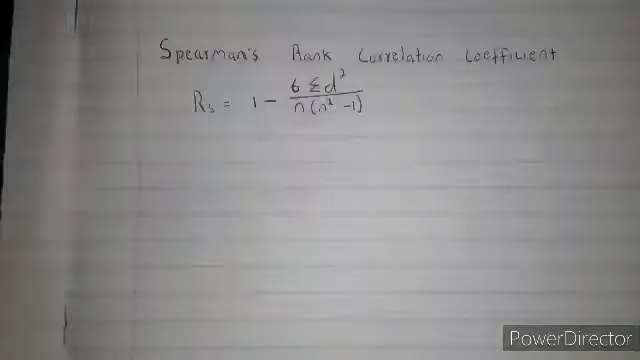 Spearman's Rank Correlation Coefficient
Rs = 1 - 6 Σd² / n(n² - 1)
PowerDirector